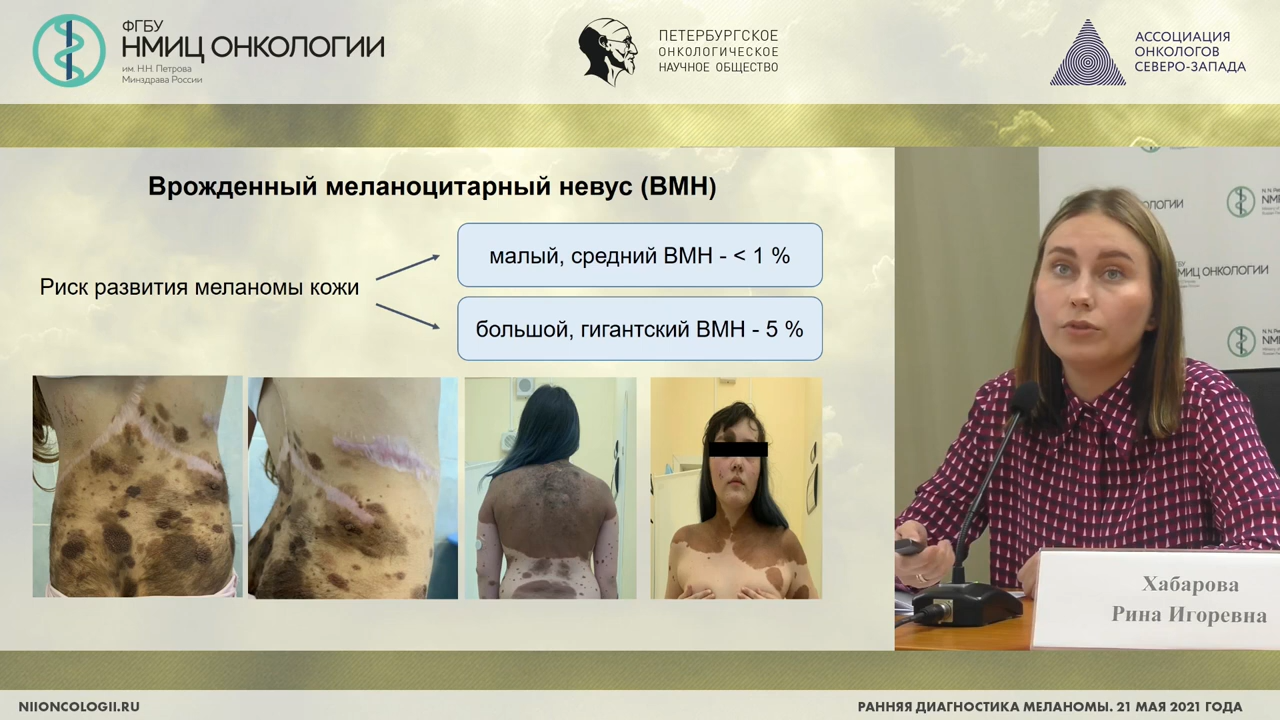 ФГБУ
НМИЦ ОНКОЛОГИИ
им. Н.Н. Петрова
Минздрава России
ПЕТЕРБУРГСКОЕ
ОНКОЛОГИЧЕСКОЕ
НАУЧНОЕ ОБЩЕСТВО
АССОЦИАЦИЯ
ОНКОЛОГОВ
СЕВЕРО-ЗАПАДА
Врожденный меланоцитарный невус (ВМН)
малый, средний ВМН - < 1 %
Риск развития меланомы кожи
большой, гигантский ВМН - 5 %
ФГБУ
НМИЦ ОНКОЛОГИИ
Хабарова
Рина Игоревна
NIIONCOLOGII.RU
РАННЯЯ ДИАГНОСТИКА МЕЛАНОМЫ. 21 МАЯ 2021 ГОДА